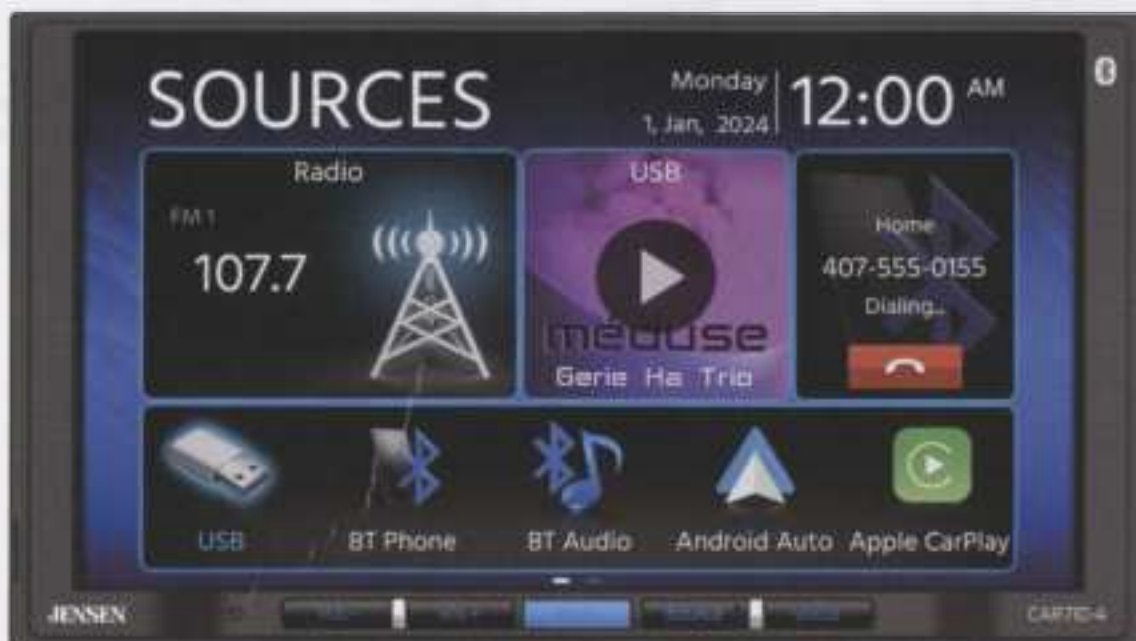 SOURCES
Monday
1, Jan, 2024
12:00 AM
Radio
FM 1
107.7
USB
méduse
Gerie Ha Trio
Home
407-555-0155
Dialing...
USB
BT Phone
BT Audio
Android Auto
Apple CarPlay
JENSEN